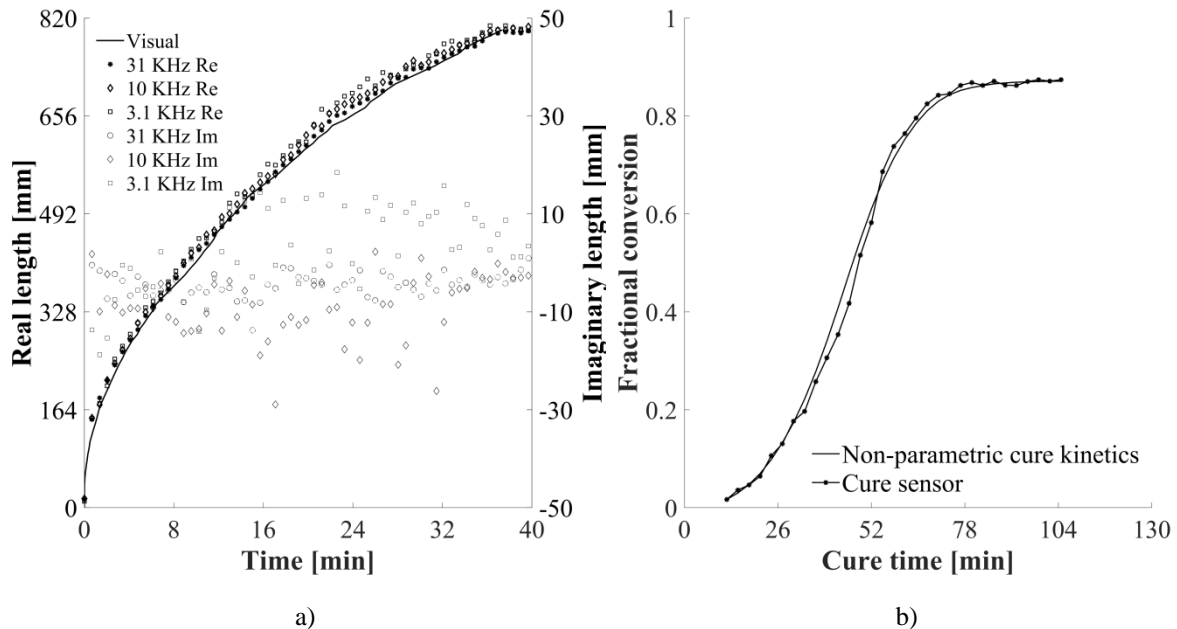 820
656
492
328
164
0
Real length [mm]
Visual
31 KHz Re
10 KHz Re
3.1 KHz Re
31 KHz Im
10 KHz Im
3.1 KHz Im
50
30
10
-10
-30
-50
Imaginary length [mm]
0 8 16 24 32 40
Time [min]
a)
1
0.8
0.6
0.4
0.2
0
Fractional conversion
Non-parametric cure kinetics
Cure sensor
0 26 52 78 104 130
Cure time [min]
b)